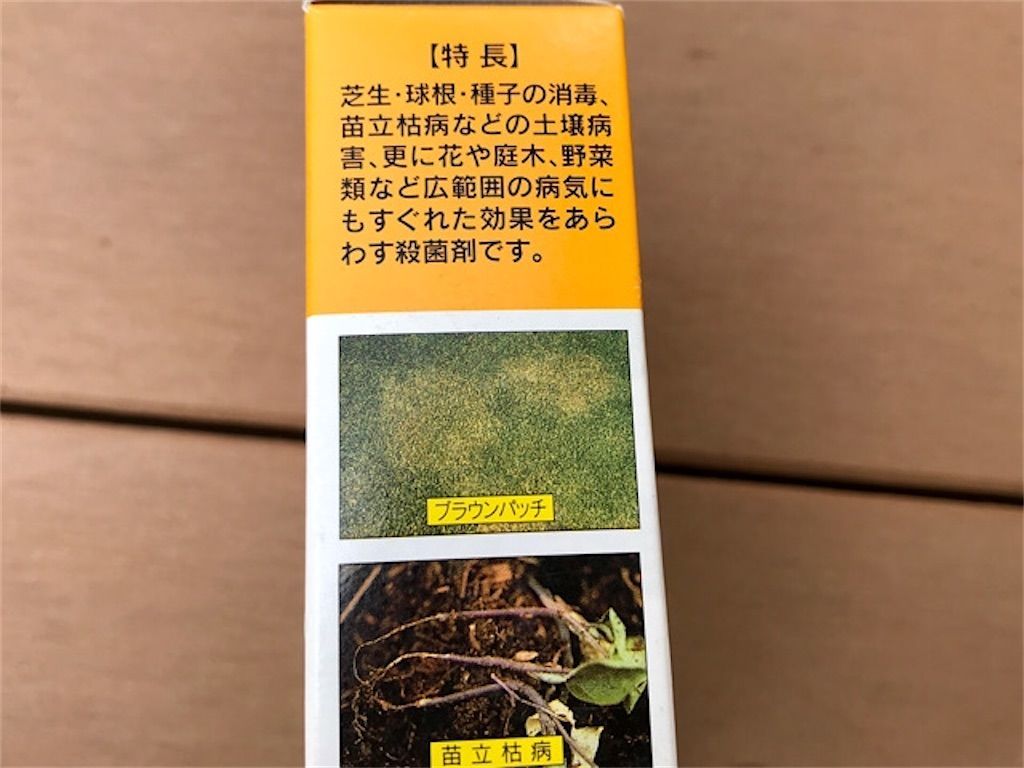 【特長】
芝生・球根・種子の消毒、
苗立枯病などの土壌病
害、更に花や庭木、野菜
類など広範囲の病気に
もすぐれた効果をあら
わす殺菌剤です。
ブラウンパッチ
苗立枯病